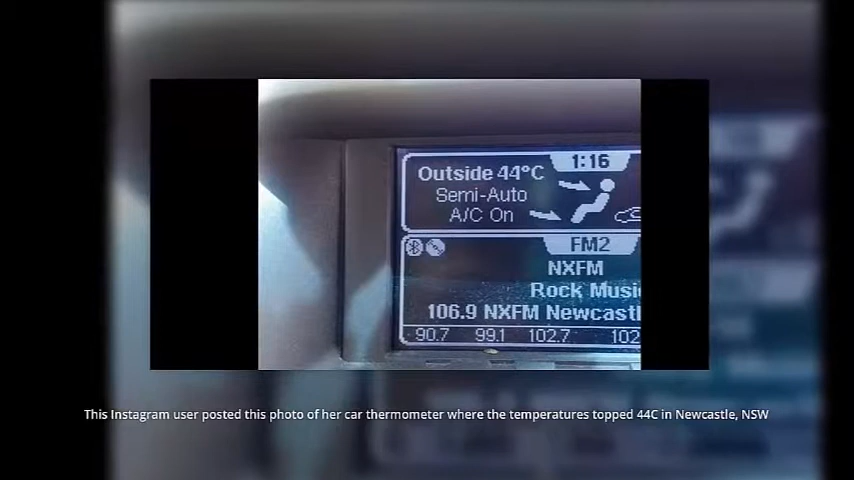 1:16
Outside 44°C
Semi-Auto
A/C On
FM2
NXFM
Rock Music
106.9 NXFM Newcastl
90.7 99.1 102.7 102
This Instagram user posted this photo of her car thermometer where the temperatures topped 44C in Newcastle, NSW